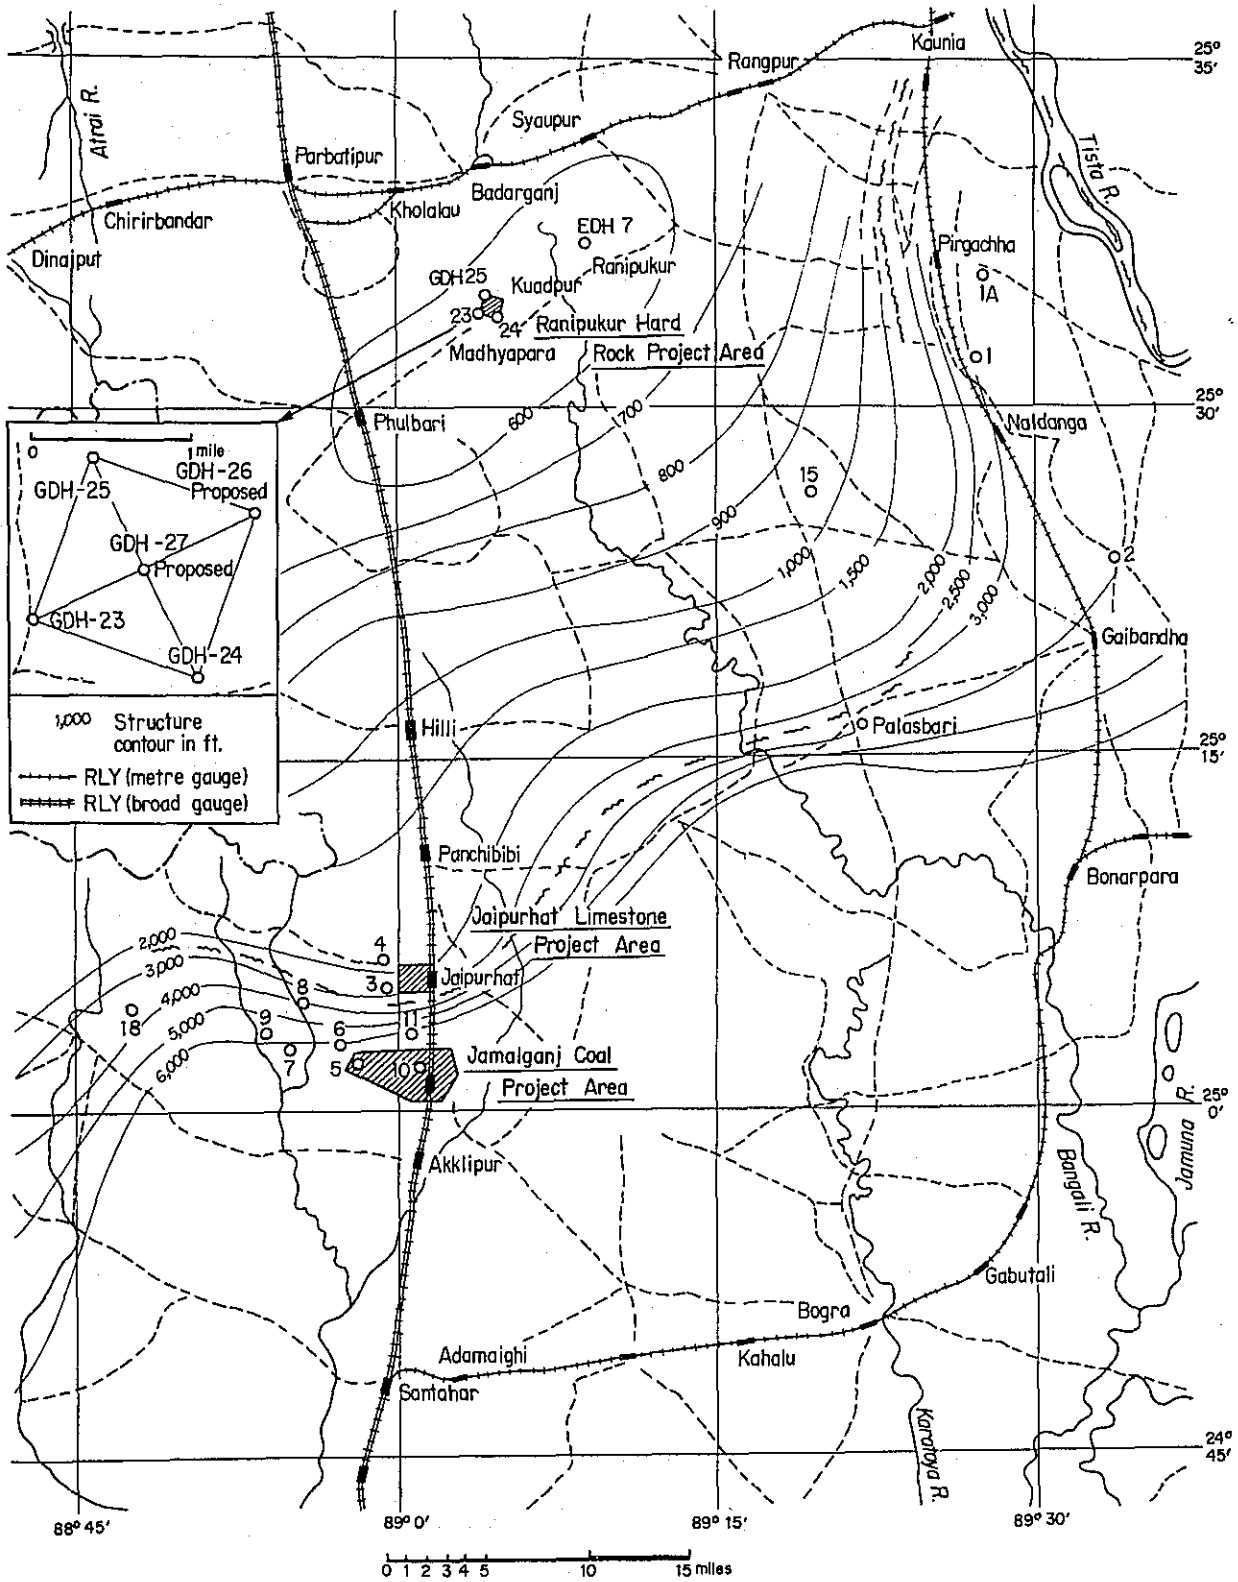 Kaunia
25°
35'
Rangpur
Atrai R.
Syaupur
Tista R.
Parbatipur
Badarganj
Kholalau
Chirirbandar
EDH 7
Pirgachha
Dinajput
Ranipukur
GDH25
Kuadpur
1A
23
24
Ranipukur Hard
Rock Project Area
Madhyapara
1
25°
30'
600
700
Phulbari
Naldanga
0
1
mile
GDH-26
Proposed
GDH-25
800
15
900
GDH-27
Proposed
2
1,000
1,500
2,000
2,500
3,000
GDH-23
GDH-24
Gaibandha
1,000 Structure
contour in ft.
Hilli
Palasbari
25°
15'
RLY (metre gauge)
RLY (broad gauge)
Panchibibi
Bonarpara
Jaipurhat Limestone
Project Area
2,000
4
3,000
3
Jaipurhat
4,000
8
18
5,000
9
6
11
6,000
7
5
10
Jamalganj Coal
Project Area
25°
0'
Jamuna R.
Akklipur
Bangali R.
Gabutali
Bogra
Adamaighi
Kahalu
Santahar
Karatoya R.
24°
45'
88° 45'
89° 0'
89° 15'
89° 30'
0 1 2 3 4 5 10 15 miles